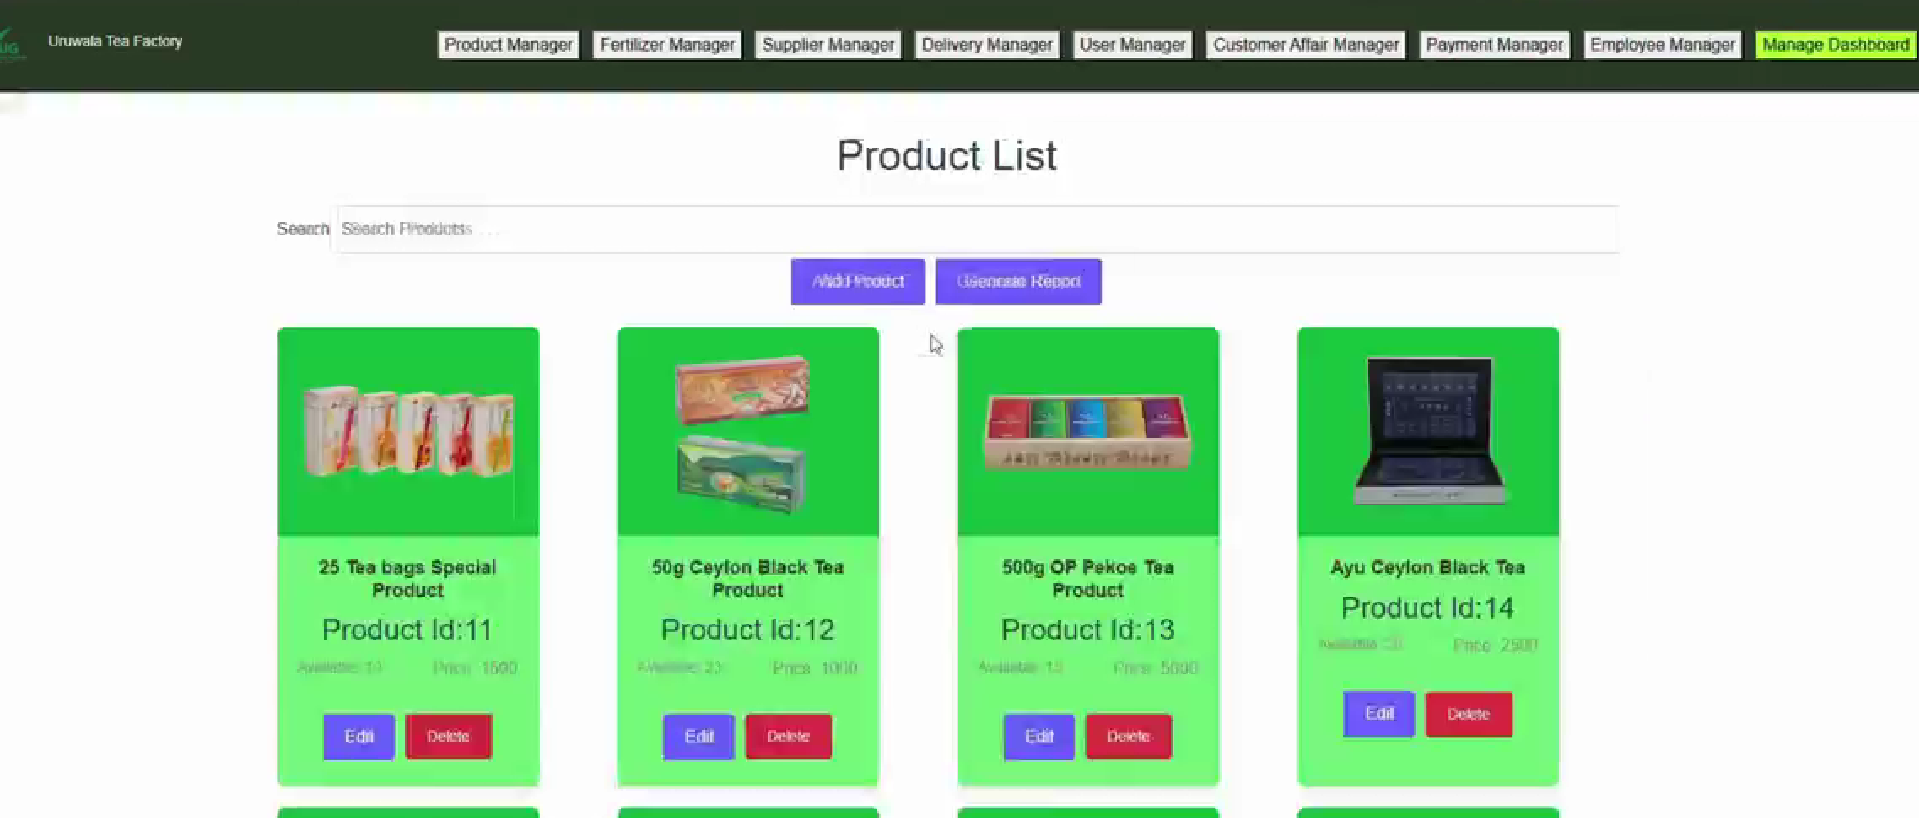 Uruwala Tea Factory
Product Manager
Fertilizer Manager
Supplier Manager
Delivery Manager
User Manager
Customer Affair Manager
Payment Manager
Employee Manager
Manage Dashboard
Product List
Search
Search Products . . .
Add Product
Generate Report
25 Tea bags Special
Product
Product Id:11
Available:
Price: 1500
Edit
Delete
50g Ceylon Black Tea
Product
Product Id:12
Available: 23
Price: 1000
Edit
Delete
500g OP Pekoe Tea
Product
Product Id:13
Available:
Price: 5000
Edit
Delete
Ayu Ceylon Black Tea
Product Id:14
Available:
Price: 2500
Edit
Delete